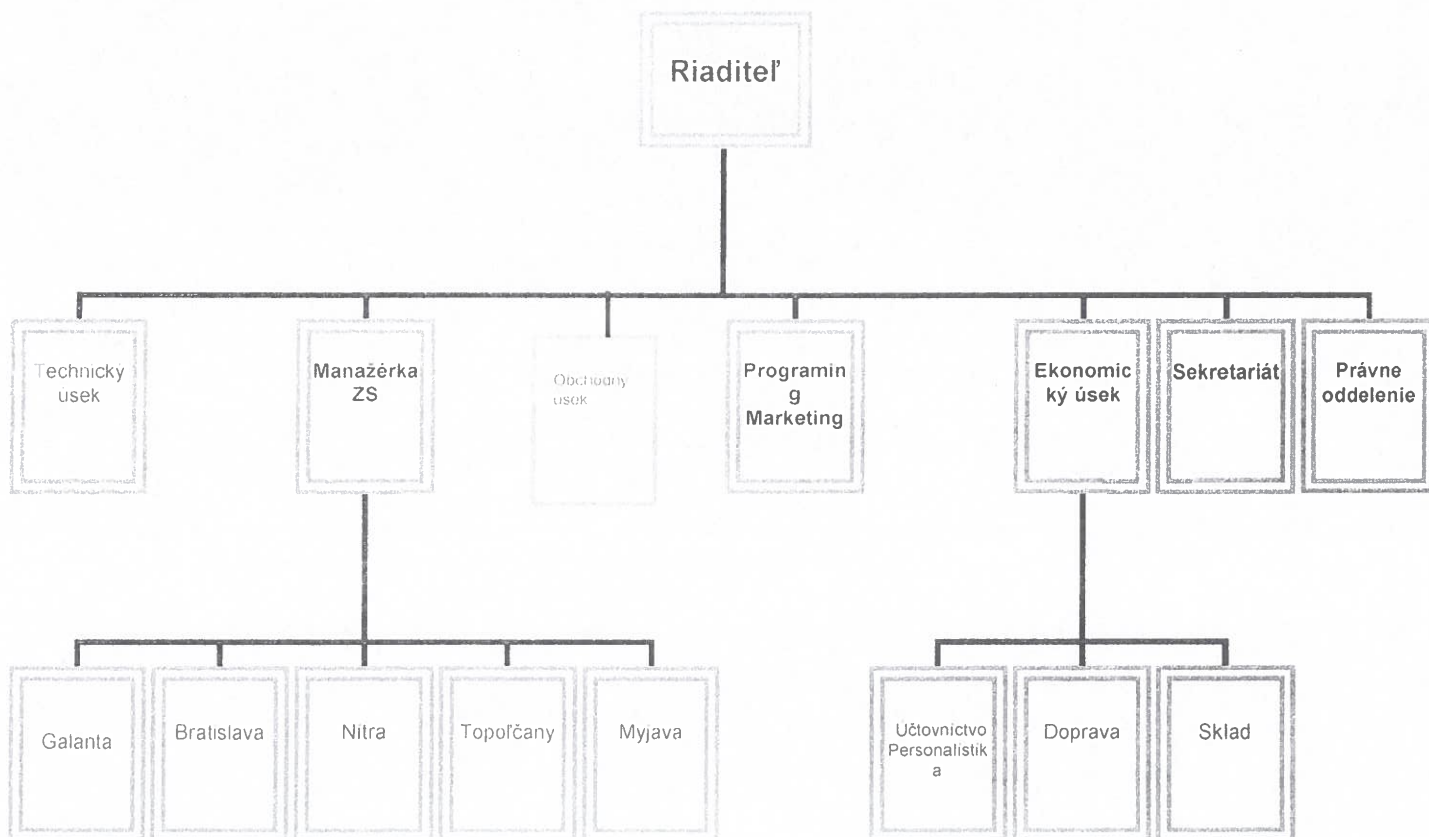 Riaditeľ
Technický
úsek
Manažérka
ZS
Obchodný
úsek
Programin
g
Marketing
Ekonomic
ký úsek
Sekretariát
Právne
oddelenie
Galanta
Bratislava
Nitra
Topoľčany
Myjava
Účtovníctvo
Personalistik
a
Doprava
Sklad